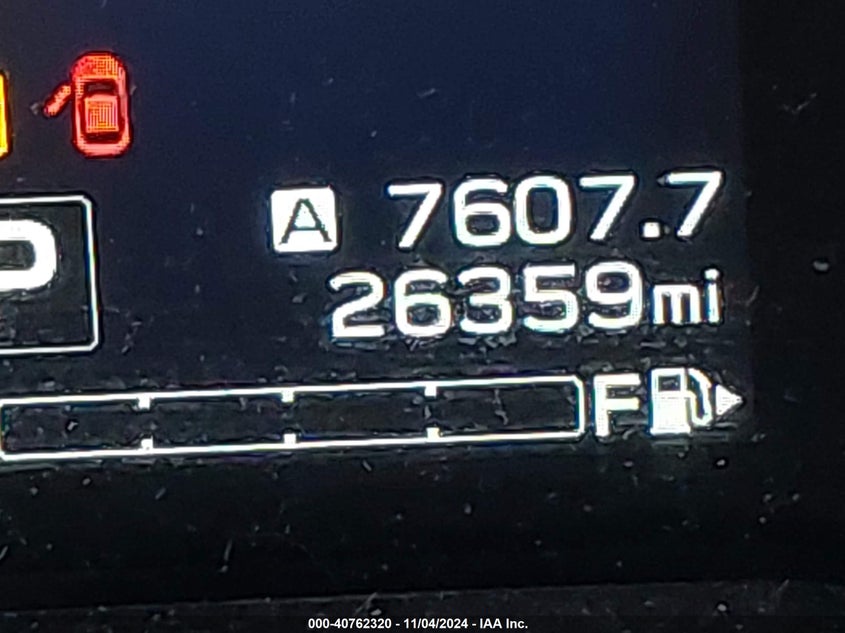 A 7607.7
P
26359mi
F
000-40762320 - 11/04/2024 - IAA Inc.